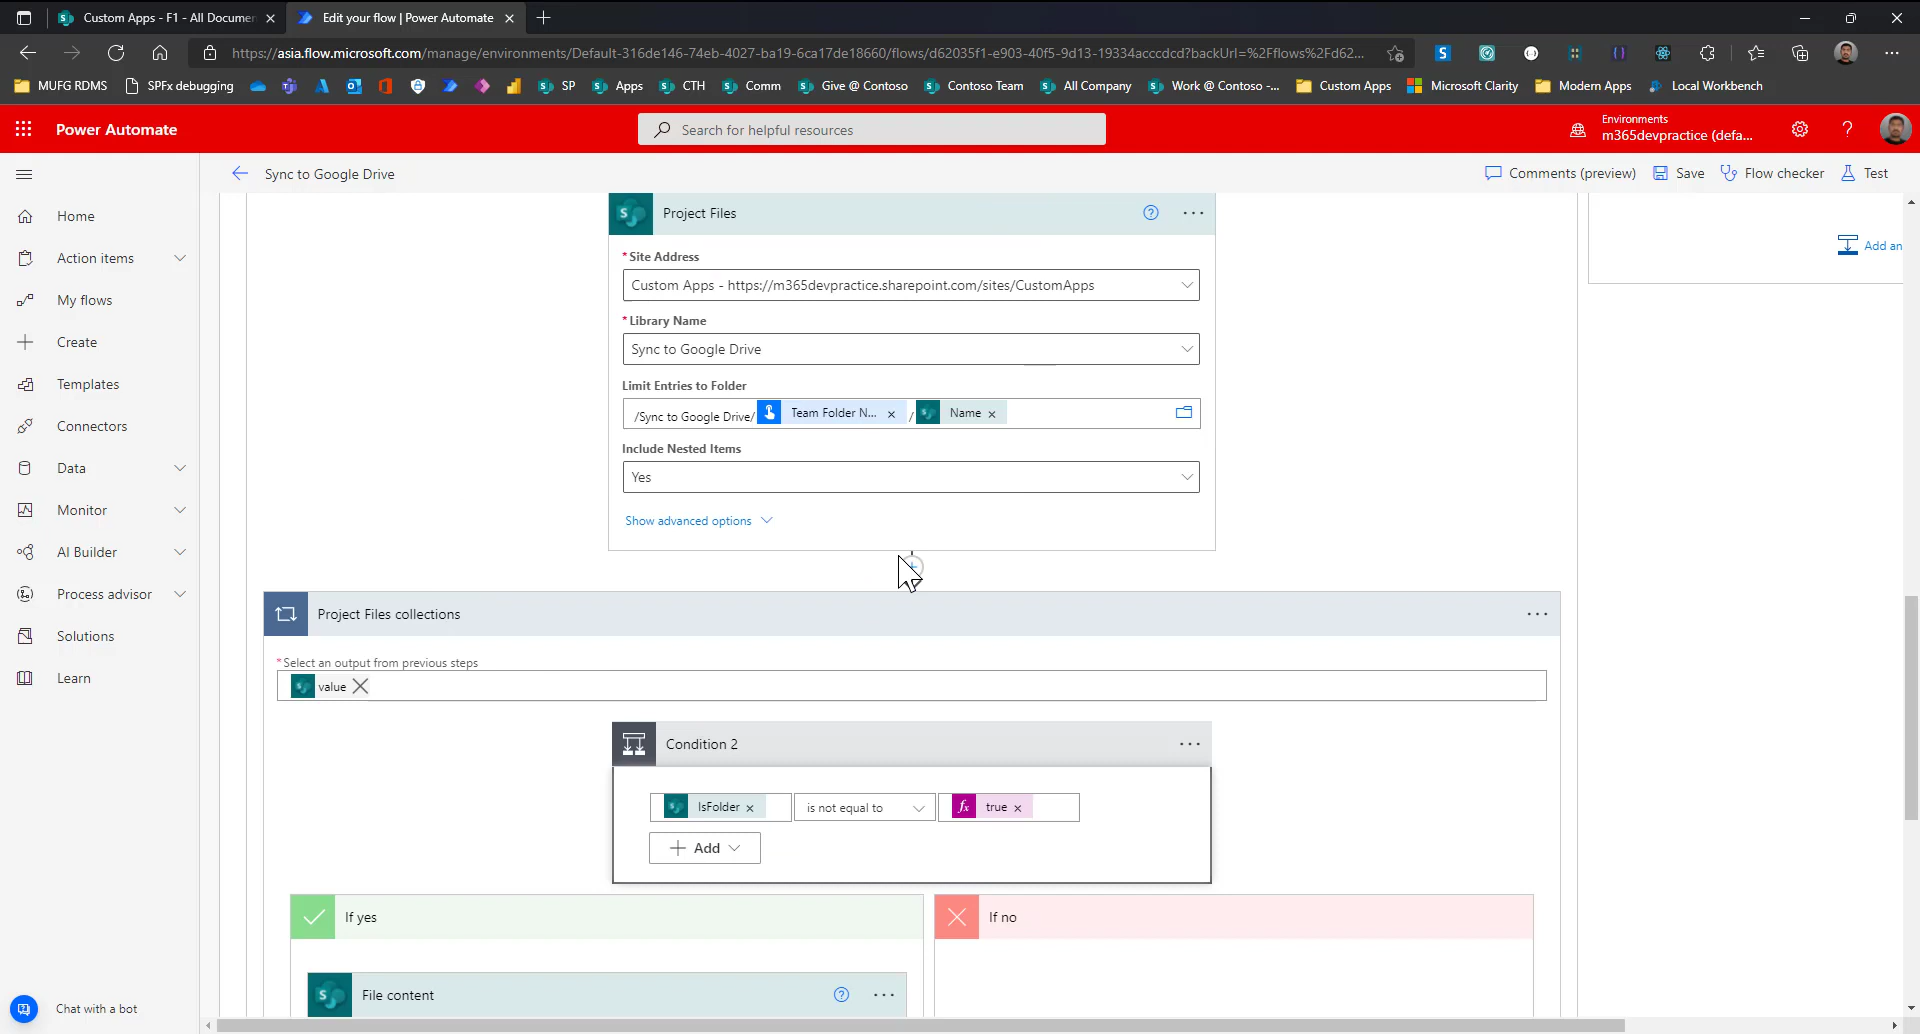 Custom Apps - F1 - All Documen
Edit your flow | Power Automate
https://asia.flow.microsoft.com/manage/environments/Default-316de146-74eb-4027-ba19-6ca17de18660/flows/d62035f1-e903-40f5-9d13-19334acccdcd?backUrl=%2Fflows%2Fd62...
MUFG RDMS
SPFx debugging
SP
Apps
CTH
Comm
Give @ Contoso
Contoso Team
All Company
Work @ Contoso -...
Custom Apps
Microsoft Clarity
Modern Apps
Local Workbench
Power Automate
Search for helpful resources
Environments
m365devpractice (defa...
Sync to Google Drive
Comments (preview)
Save
Flow checker
Test
Home
Action items
My flows
Create
Templates
Connectors
Data
Monitor
AI Builder
Process advisor
Solutions
Learn
Chat with a bot
Project Files
* Site Address
Custom Apps - https://m365devpractice.sharepoint.com/sites/CustomApps
* Library Name
Sync to Google Drive
Limit Entries to Folder
/Sync to Google Drive/ Team Folder N... / Name
Include Nested Items
Yes
Show advanced options
Add an
Project Files collections
* Select an output from previous steps
value
Condition 2
IsFolder
is not equal to
fx true
Add
If yes
If no
File content